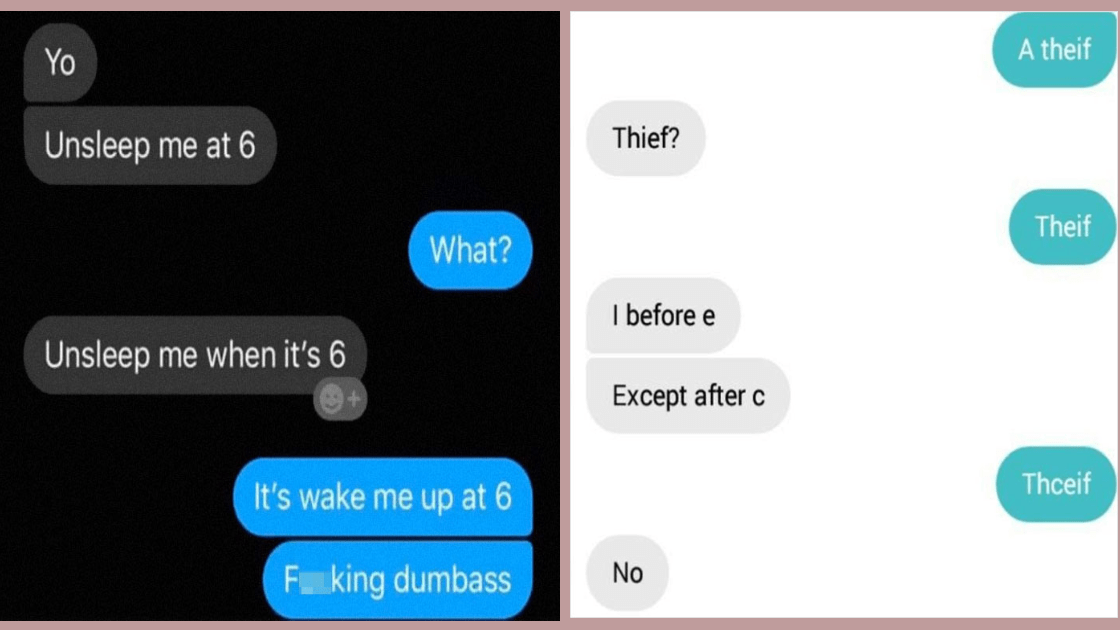 Yo
Unsleep me at 6
What?
Unsleep me when it's 6
It's wake me up at 6
F king dumbass
A theif
Thief?
Theif
I before e
Except after c
Thceif
No